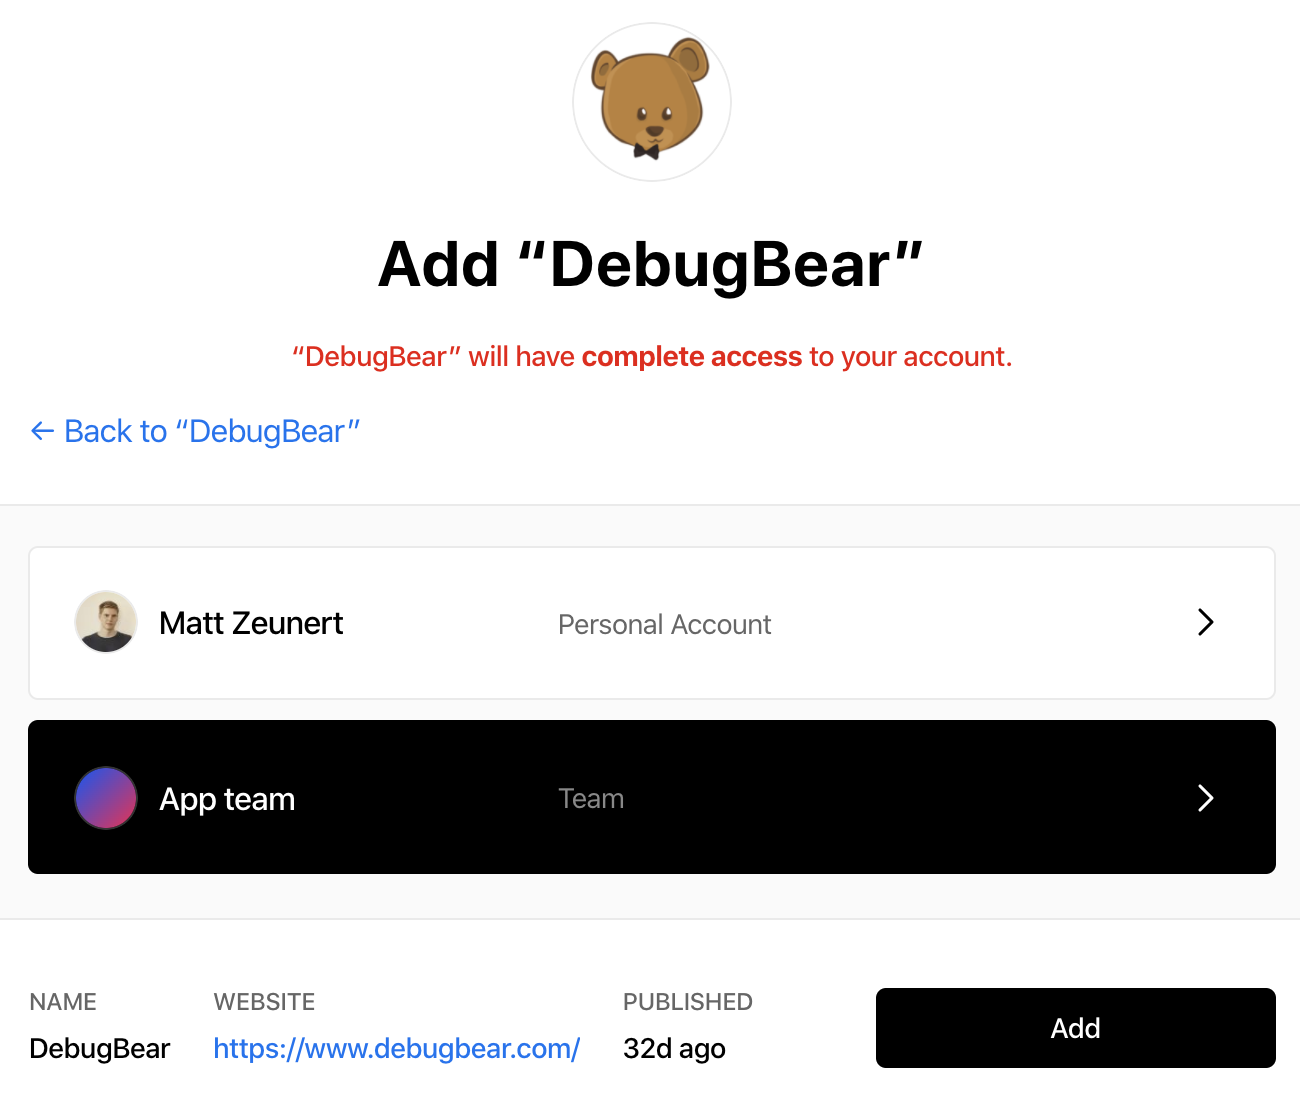 Add “DebugBear”
“DebugBear” will have complete access to your account.
← Back to “DebugBear”
Matt Zeunert Personal Account
App team Team
NAME WEBSITE PUBLISHED
DebugBear https://www.debugbear.com/ 32d ago
Add